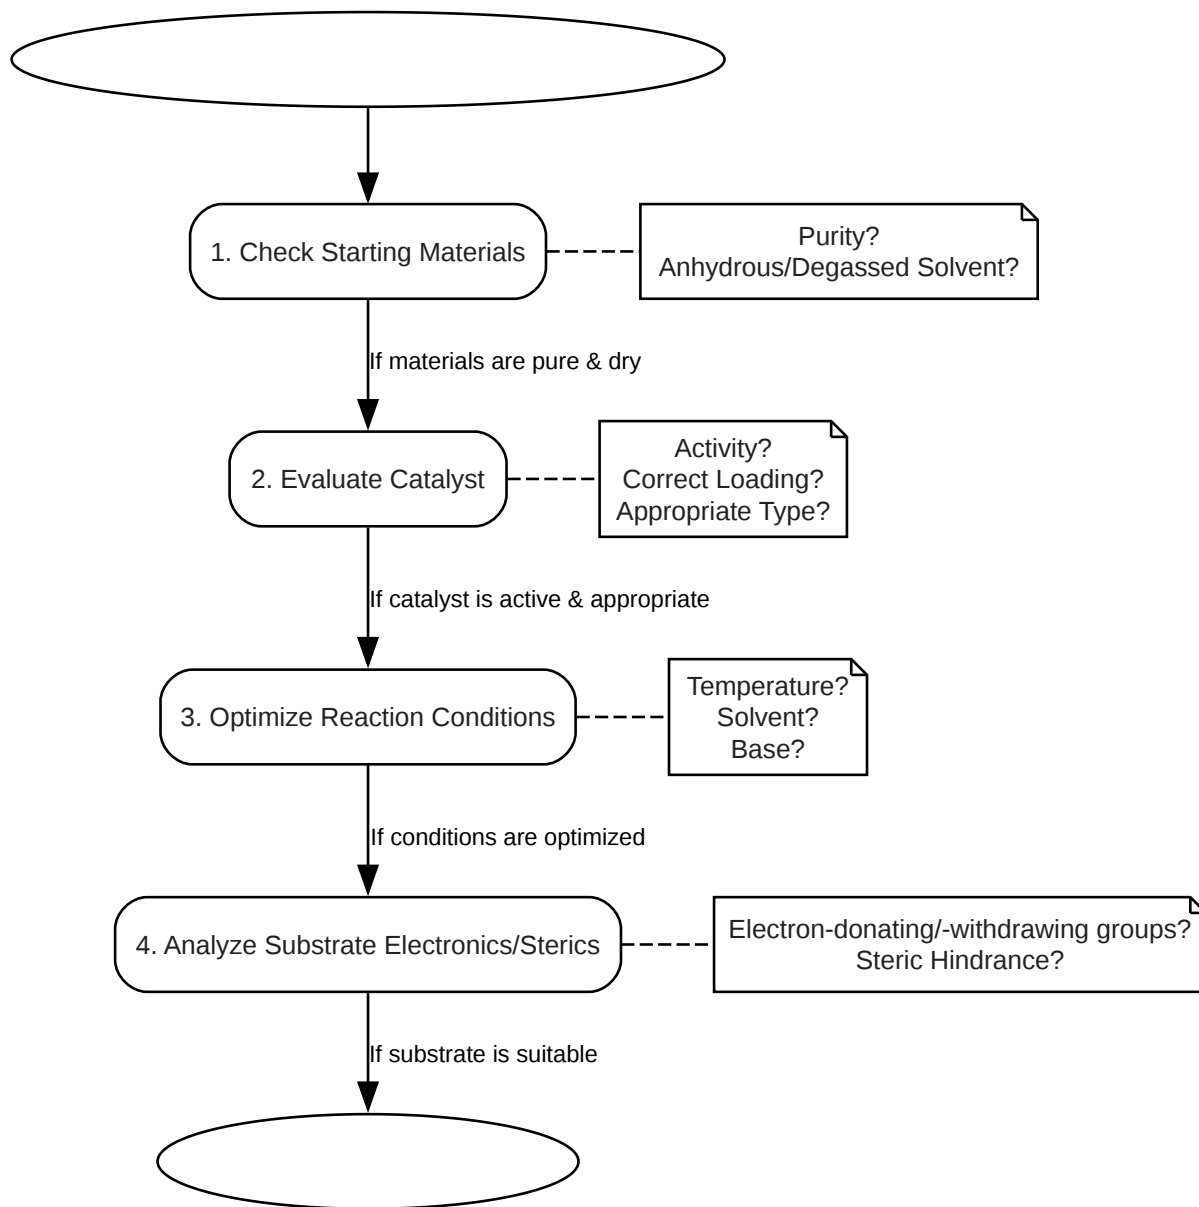 1. Check Starting Materials
Purity?
Anhydrous/Degassed Solvent?
If materials are pure & dry
2. Evaluate Catalyst
Activity?
Correct Loading?
Appropriate Type?
If catalyst is active & appropriate
3. Optimize Reaction Conditions
Temperature?
Solvent?
Base?
If conditions are optimized
4. Analyze Substrate Electronics/Sterics
Electron-donating/-withdrawing groups?
Steric Hindrance?
If substrate is suitable